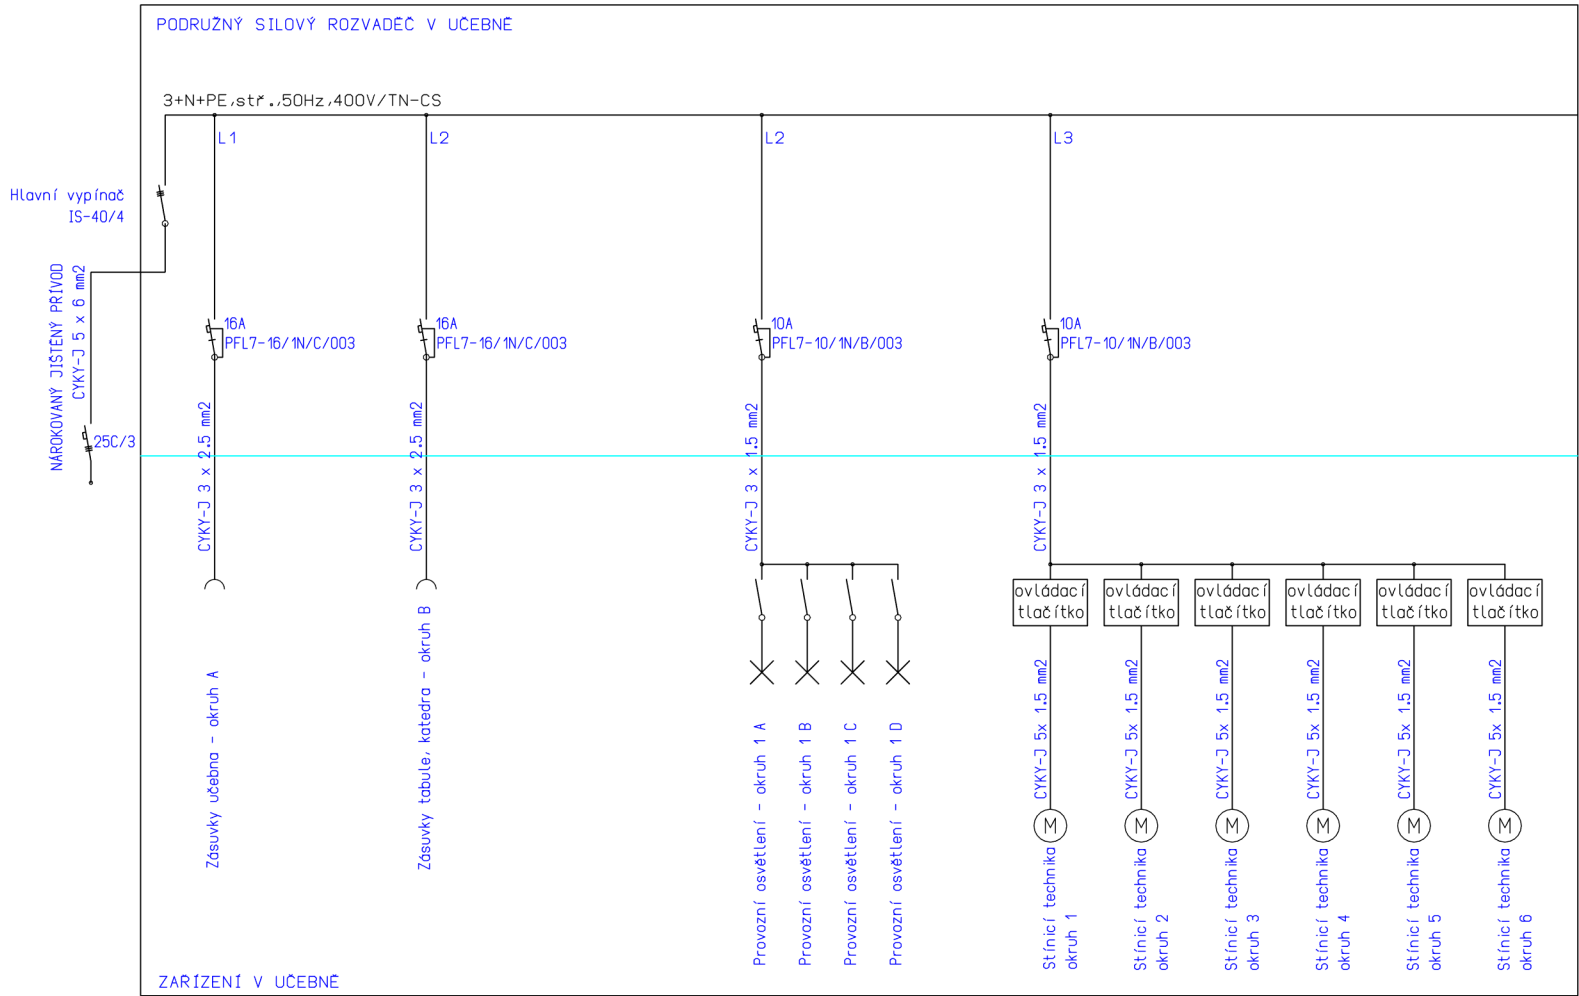 PODRUŽNÝ SILOVÝ ROZVADĚČ V UČEBNĚ
3+N+PE,stř.,50Hz,400V/TN-CS
L1
L2
L2
L3
Hlavní vypínač
IS-40/4
NÁROKOVANÝ JIŠTĚNÝ PŘÍVOD
CYKY-J 5 x 6 mm2
25C/3
16A
PFL7-16/1N/C/003
16A
PFL7-16/1N/C/003
10A
PFL7-10/1N/B/003
10A
PFL7-10/1N/B/003
CYKY-J 3 x 2.5 mm2
CYKY-J 3 x 2.5 mm2
CYKY-J 3 x 1.5 mm2
CYKY-J 3 x 1.5 mm2
ovládací
tlačítko
ovládací
tlačítko
ovládací
tlačítko
ovládací
tlačítko
ovládací
tlačítko
ovládací
tlačítko
CYKY-J 5x 1.5 mm2
CYKY-J 5x 1.5 mm2
CYKY-J 5x 1.5 mm2
CYKY-J 5x 1.5 mm2
CYKY-J 5x 1.5 mm2
CYKY-J 5x 1.5 mm2
M
M
M
M
M
M
Zásuvky učebna - okruh A
Zásuvky tabule, katedra - okruh B
Provozní osvětlení - okruh 1 A
Provozní osvětlení - okruh 1 B
Provozní osvětlení - okruh 1 C
Provozní osvětlení - okruh 1 D
Stínicí technika
okruh 1
Stínicí technika
okruh 2
Stínicí technika
okruh 3
Stínicí technika
okruh 4
Stínicí technika
okruh 5
Stínicí technika
okruh 6
ZAŘÍZENÍ V UČEBNĚ